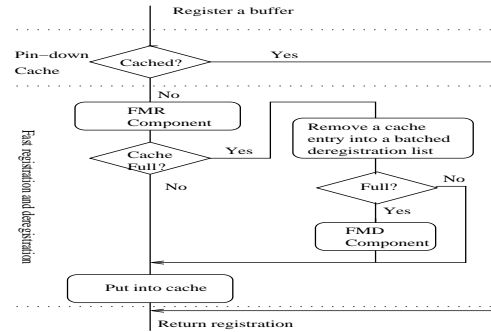 Register a buffer
Pin-down
Cache
Cached?
Yes
No
FMR
Component
Cache
Full?
Yes
No
Remove a cache
entry into a batched
deregistration list
Full?
No
Yes
FMD
Component
Fast registration and deregistration
Put into cache
Return registration